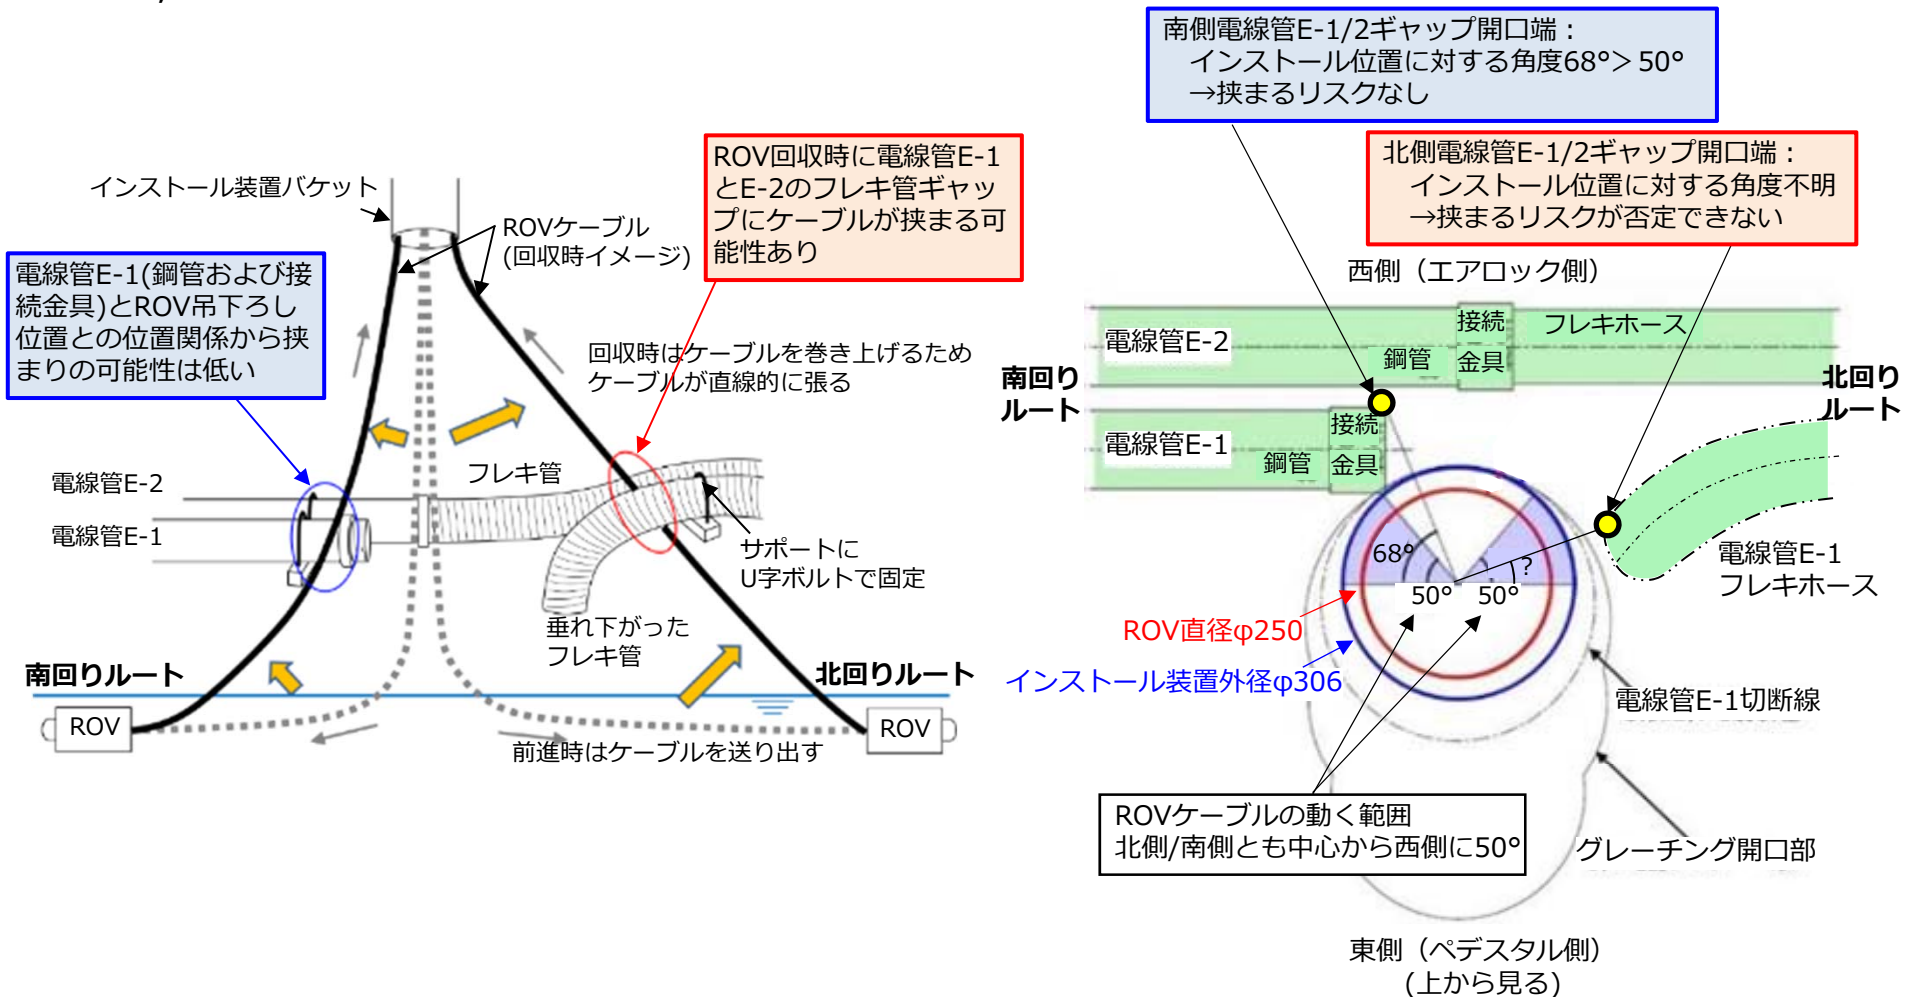 南側電線管E-1/2ギャップ開口端：
インストール位置に対する角度68°＞50°
→挟まるリスクなし
北側電線管E-1/2ギャップ開口端：
インストール位置に対する角度不明
→挟まるリスクが否定できない
ROV回収時に電線管E-1
とE-2のフレキ管ギャッ
プにケーブルが挟まる可
能性あり
インストール装置バケット
ROVケーブル
(回収時イメージ)
電線管E-1(鋼管および接
続金具)とROV吊下ろし
位置との位置関係から挟
まりの可能性は低い
回収時はケーブルを巻き上げるため
ケーブルが直線的に張る
フレキ管
電線管E-2
電線管E-1
サポートに
U字ボルトで固定
垂れ下がった
フレキ管
南回りルート
北回りルート
ROV
ROV
前進時はケーブルを送り出す
西側（エアロック側）
電線管E-2
鋼管
接続
金具
フレキホース
南回り
ルート
北回り
ルート
電線管E-1
鋼管
接続
金具
68°
50°
50°
?
電線管E-1
フレキホース
ROV直径φ250
インストール装置外径φ306
電線管E-1切断線
ROVケーブルの動く範囲
北側/南側とも中心から西側に50°
グレーチング開口部
東側（ペデスタル側）
(上から見る)